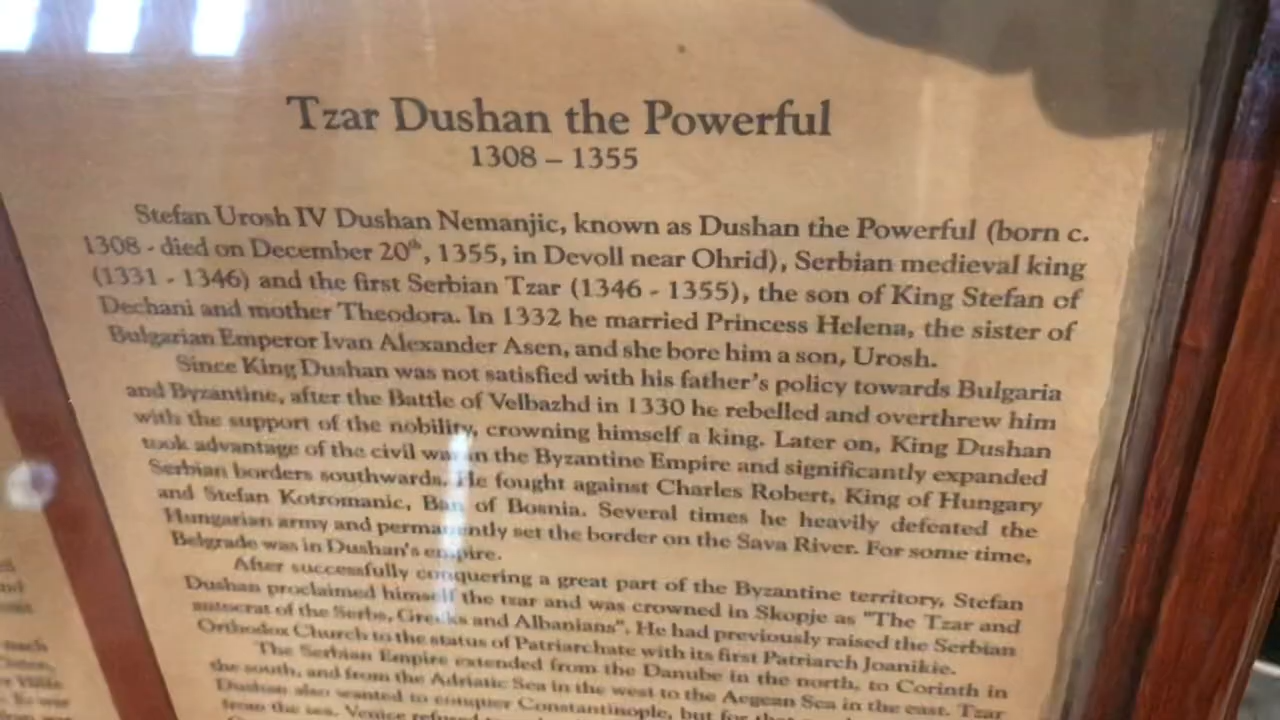 Tzar Dushan the Powerful
1308 – 1355
Stefan Urosh IV Dushan Nemanjic, known as Dushan the Powerful (born c.
1308 - died on December 20th, 1355, in Devoll near Ohrid), Serbian medieval king
(1331 - 1346) and the first Serbian Tzar (1346 - 1355), the son of King Stefan of
Dechani and mother Theodora. In 1332 he married Princess Helena, the sister of
Bulgarian Emperor Ivan Alexander Asen, and she bore him a son, Urosh.
Since King Dushan was not satisfied with his father's policy towards Bulgaria
and Byzantine, after the Battle of Velbazhd in 1330 he rebelled and overthrew him
with the support of the nobility, crowning himself a king. Later on, King Dushan
took advantage of the civil war in the Byzantine Empire and significantly expanded
Serbian borders southwards. He fought against Charles Robert, King of Hungary
and Stefan Kotromanic, Ban of Bosnia. Several times he heavily defeated the
Hungarian army and permanently set the border on the Sava River. For some time,
Belgrade was in Dushan's empire.
After successfully conquering a great part of the Byzantine territory, Stefan
Dushan proclaimed himself the tzar and was crowned in Skopje as "The Tzar and
autocrat of the Serbs, Greeks and Albanians". He had previously raised the Serbian
Orthodox Church to the status of Patriarchate with its first Patriarch Joanikie.
The Serbian Empire extended from the Danube in the north, to Corinth in
the south, and from the Adriatic Sea in the west to the Aegean Sea in the east. Tzar
Dushan also wanted to conquer Constantinople, but for
from the sea. Venice